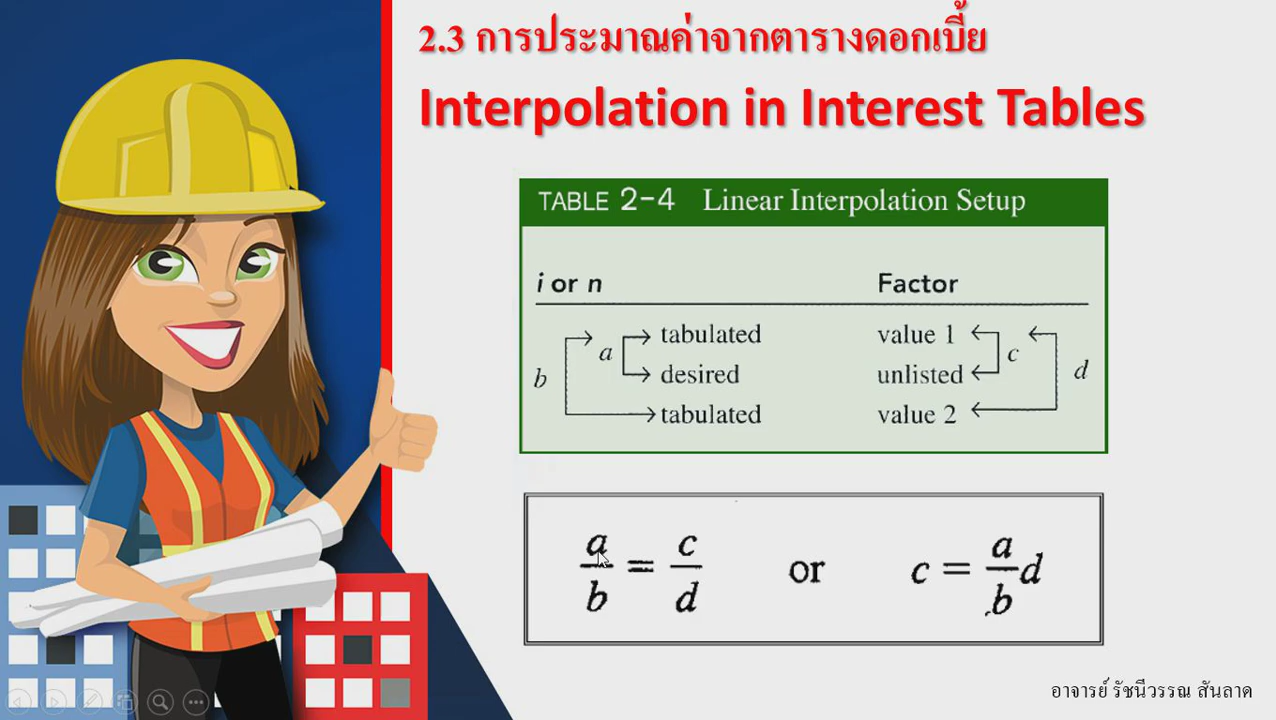 2.3 การประมาณค่าจากตารางดอกเบี้ย
Interpolation in Interest Tables
TABLE 2-4 Linear Interpolation Setup
i or n Factor
tabulated value 1
a c
desired unlisted
b d
tabulated value 2
a/b = c/d or c = a/b d
อาจารย์ รัชนีวรรณ สันลาด